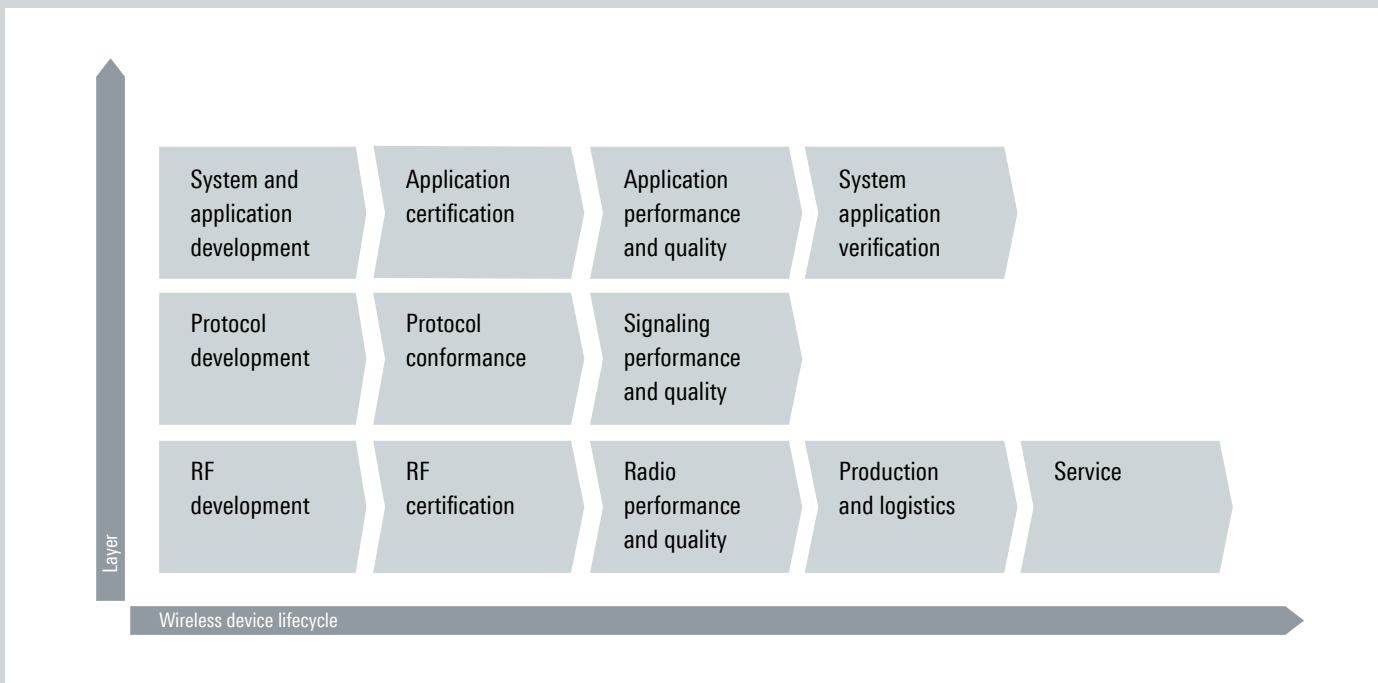 System and
application
development
Application
certification
Application
performance
and quality
System
application
verification
Protocol
development
Protocol
conformance
Signaling
performance
and quality
RF
development
RF
certification
Radio
performance
and quality
Production
and logistics
Service
Layer
Wireless device lifecycle